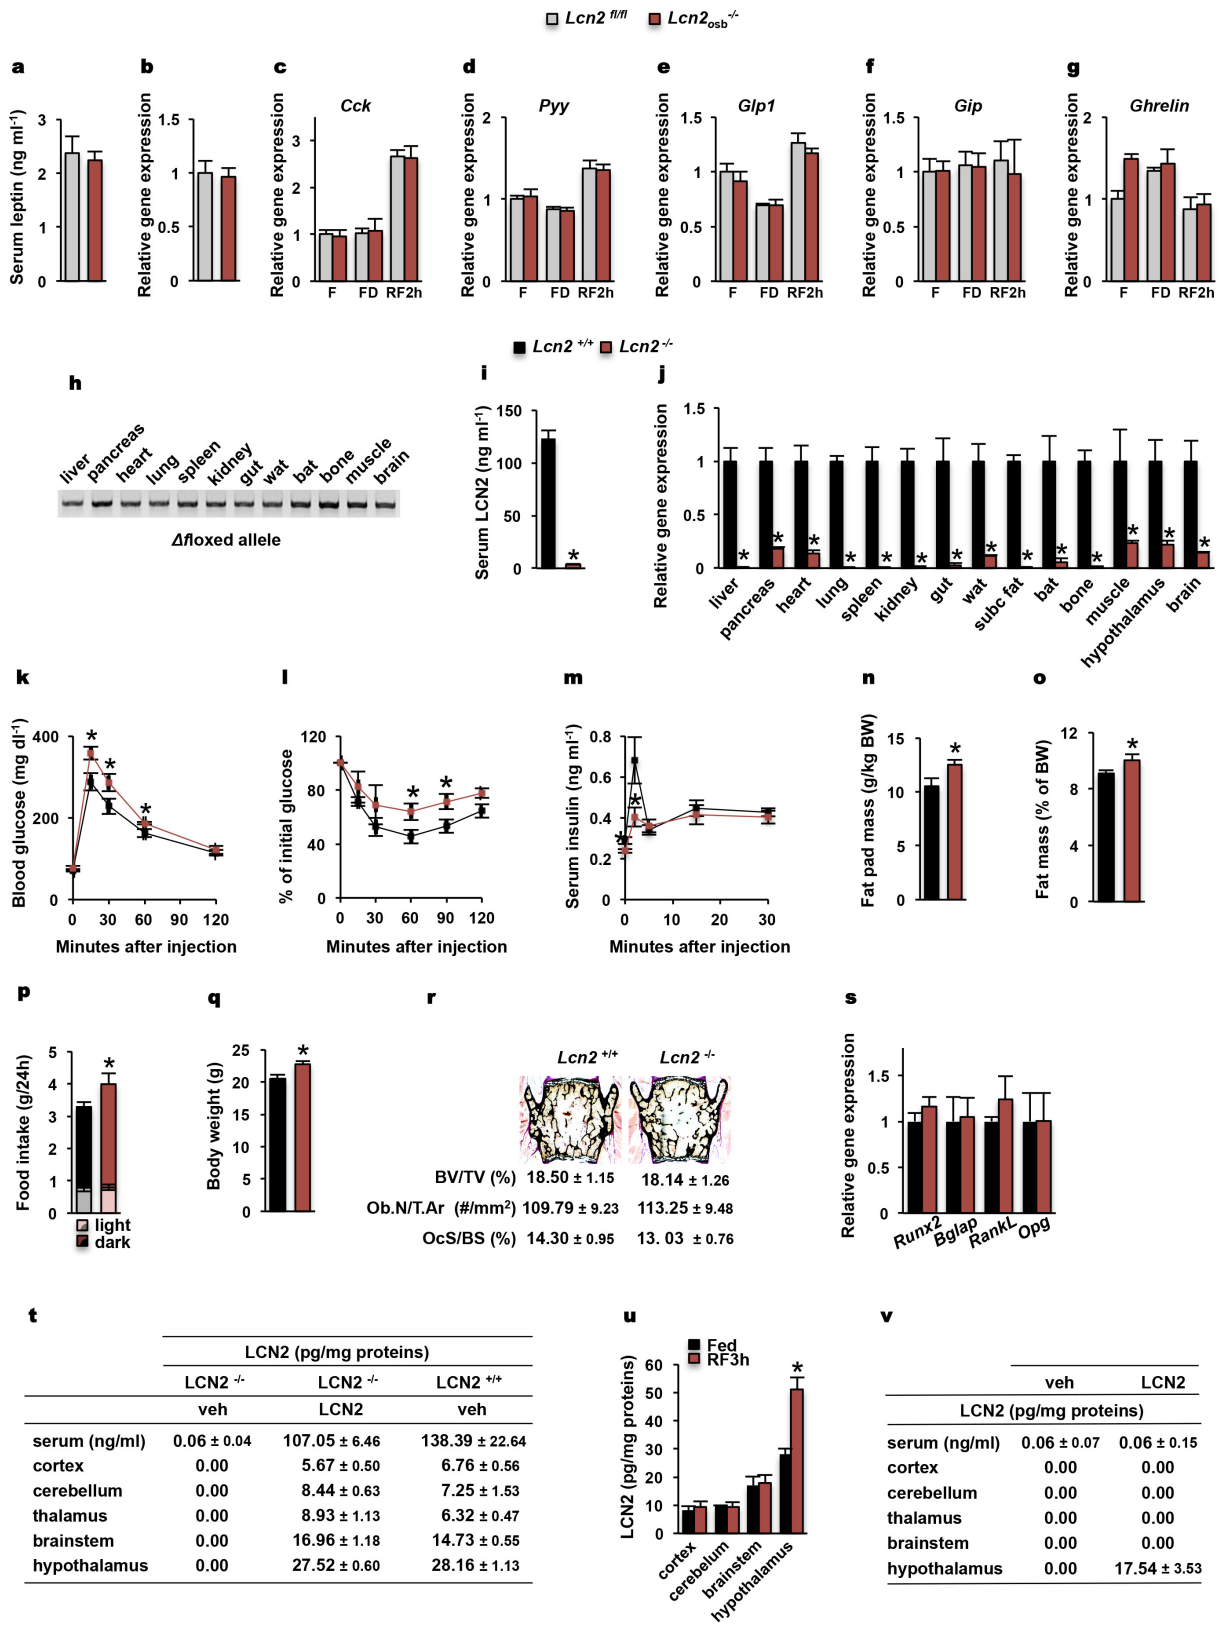 Lcn2 fl/fl Lcn2osb-/-
a b c d e f g
Cck Pyy Glp1 Gip Ghrelin
Serum leptin (ng ml-1)
3
2
1
0
Relative gene expression
1.5
1
0.5
0
Relative gene expression
3
2
1
0
F FD RF2h
Relative gene expression
2
1
0
F FD RF2h
Relative gene expression
1.5
1
0.5
0
F FD RF2h
Relative gene expression
1.5
1
0.5
0
F FD RF2h
Relative gene expression
2
1
0
F FD RF2h
Lcn2 +/+ Lcn2 -/-
h
liver pancreas heart lung spleen kidney gut wat bat bone muscle brain
Δfloxed allele
i
Serum LCN2 (ng ml-1)
150
100
50
0
*
j
Relative gene expression
1.5
1
0.5
0
* * * * * * * * * * * * * *
liver pancreas heart lung spleen kidney gut wat subc fat bat bone muscle hypothalamus brain
k
Blood glucose (mg dl-1)
400
200
0
* * *
0 30 60 90 120
Minutes after injection
l
% of initial glucose
120
80
40
0
* *
0 30 60 90 120
Minutes after injection
m
Serum insulin (ng ml-1)
0.8
0.6
0.4
0.2
0
* *
0 10 20 30
Minutes after injection
n
Fat pad mass (g/kg BW)
15
10
5
0
*
o
Fat mass (% of BW)
12
8
4
0
*
p
Food intake (g/24h)
5
4
3
2
1
0
*
light
dark
q
Body weight (g)
25
20
15
10
5
0
*
r
Lcn2 +/+ Lcn2 -/-
BV/TV (%) 18.50 ± 1.15 18.14 ± 1.26
Ob.N/T.Ar (#/mm2) 109.79 ± 9.23 113.25 ± 9.48
OcS/BS (%) 14.30 ± 0.95 13. 03 ± 0.76
s
Relative gene expression
1.5
1
0.5
0
Runx2 Bglap RankL Opg
t
LCN2 (pg/mg proteins)
LCN2 -/- LCN2 -/- LCN2 +/+
veh LCN2 veh
serum (ng/ml) 0.06 ± 0.04 107.05 ± 6.46 138.39 ± 22.64
cortex 0.00 5.67 ± 0.50 6.76 ± 0.56
cerebellum 0.00 8.44 ± 0.63 7.25 ± 1.53
thalamus 0.00 8.93 ± 1.13 6.32 ± 0.47
brainstem 0.00 16.96 ± 1.18 14.73 ± 0.55
hypothalamus 0.00 27.52 ± 0.60 28.16 ± 1.13
u
Fed
RF3h
LCN2 (pg/mg proteins)
60
50
40
30
20
10
0
*
cortex cerebelum brainstem hypothalamus
v
veh LCN2
LCN2 (pg/mg proteins)
serum (ng/ml) 0.06 ± 0.07 0.06 ± 0.15
cortex 0.00 0.00
cerebellum 0.00 0.00
thalamus 0.00 0.00
brainstem 0.00 0.00
hypothalamus 0.00 17.54 ± 3.53